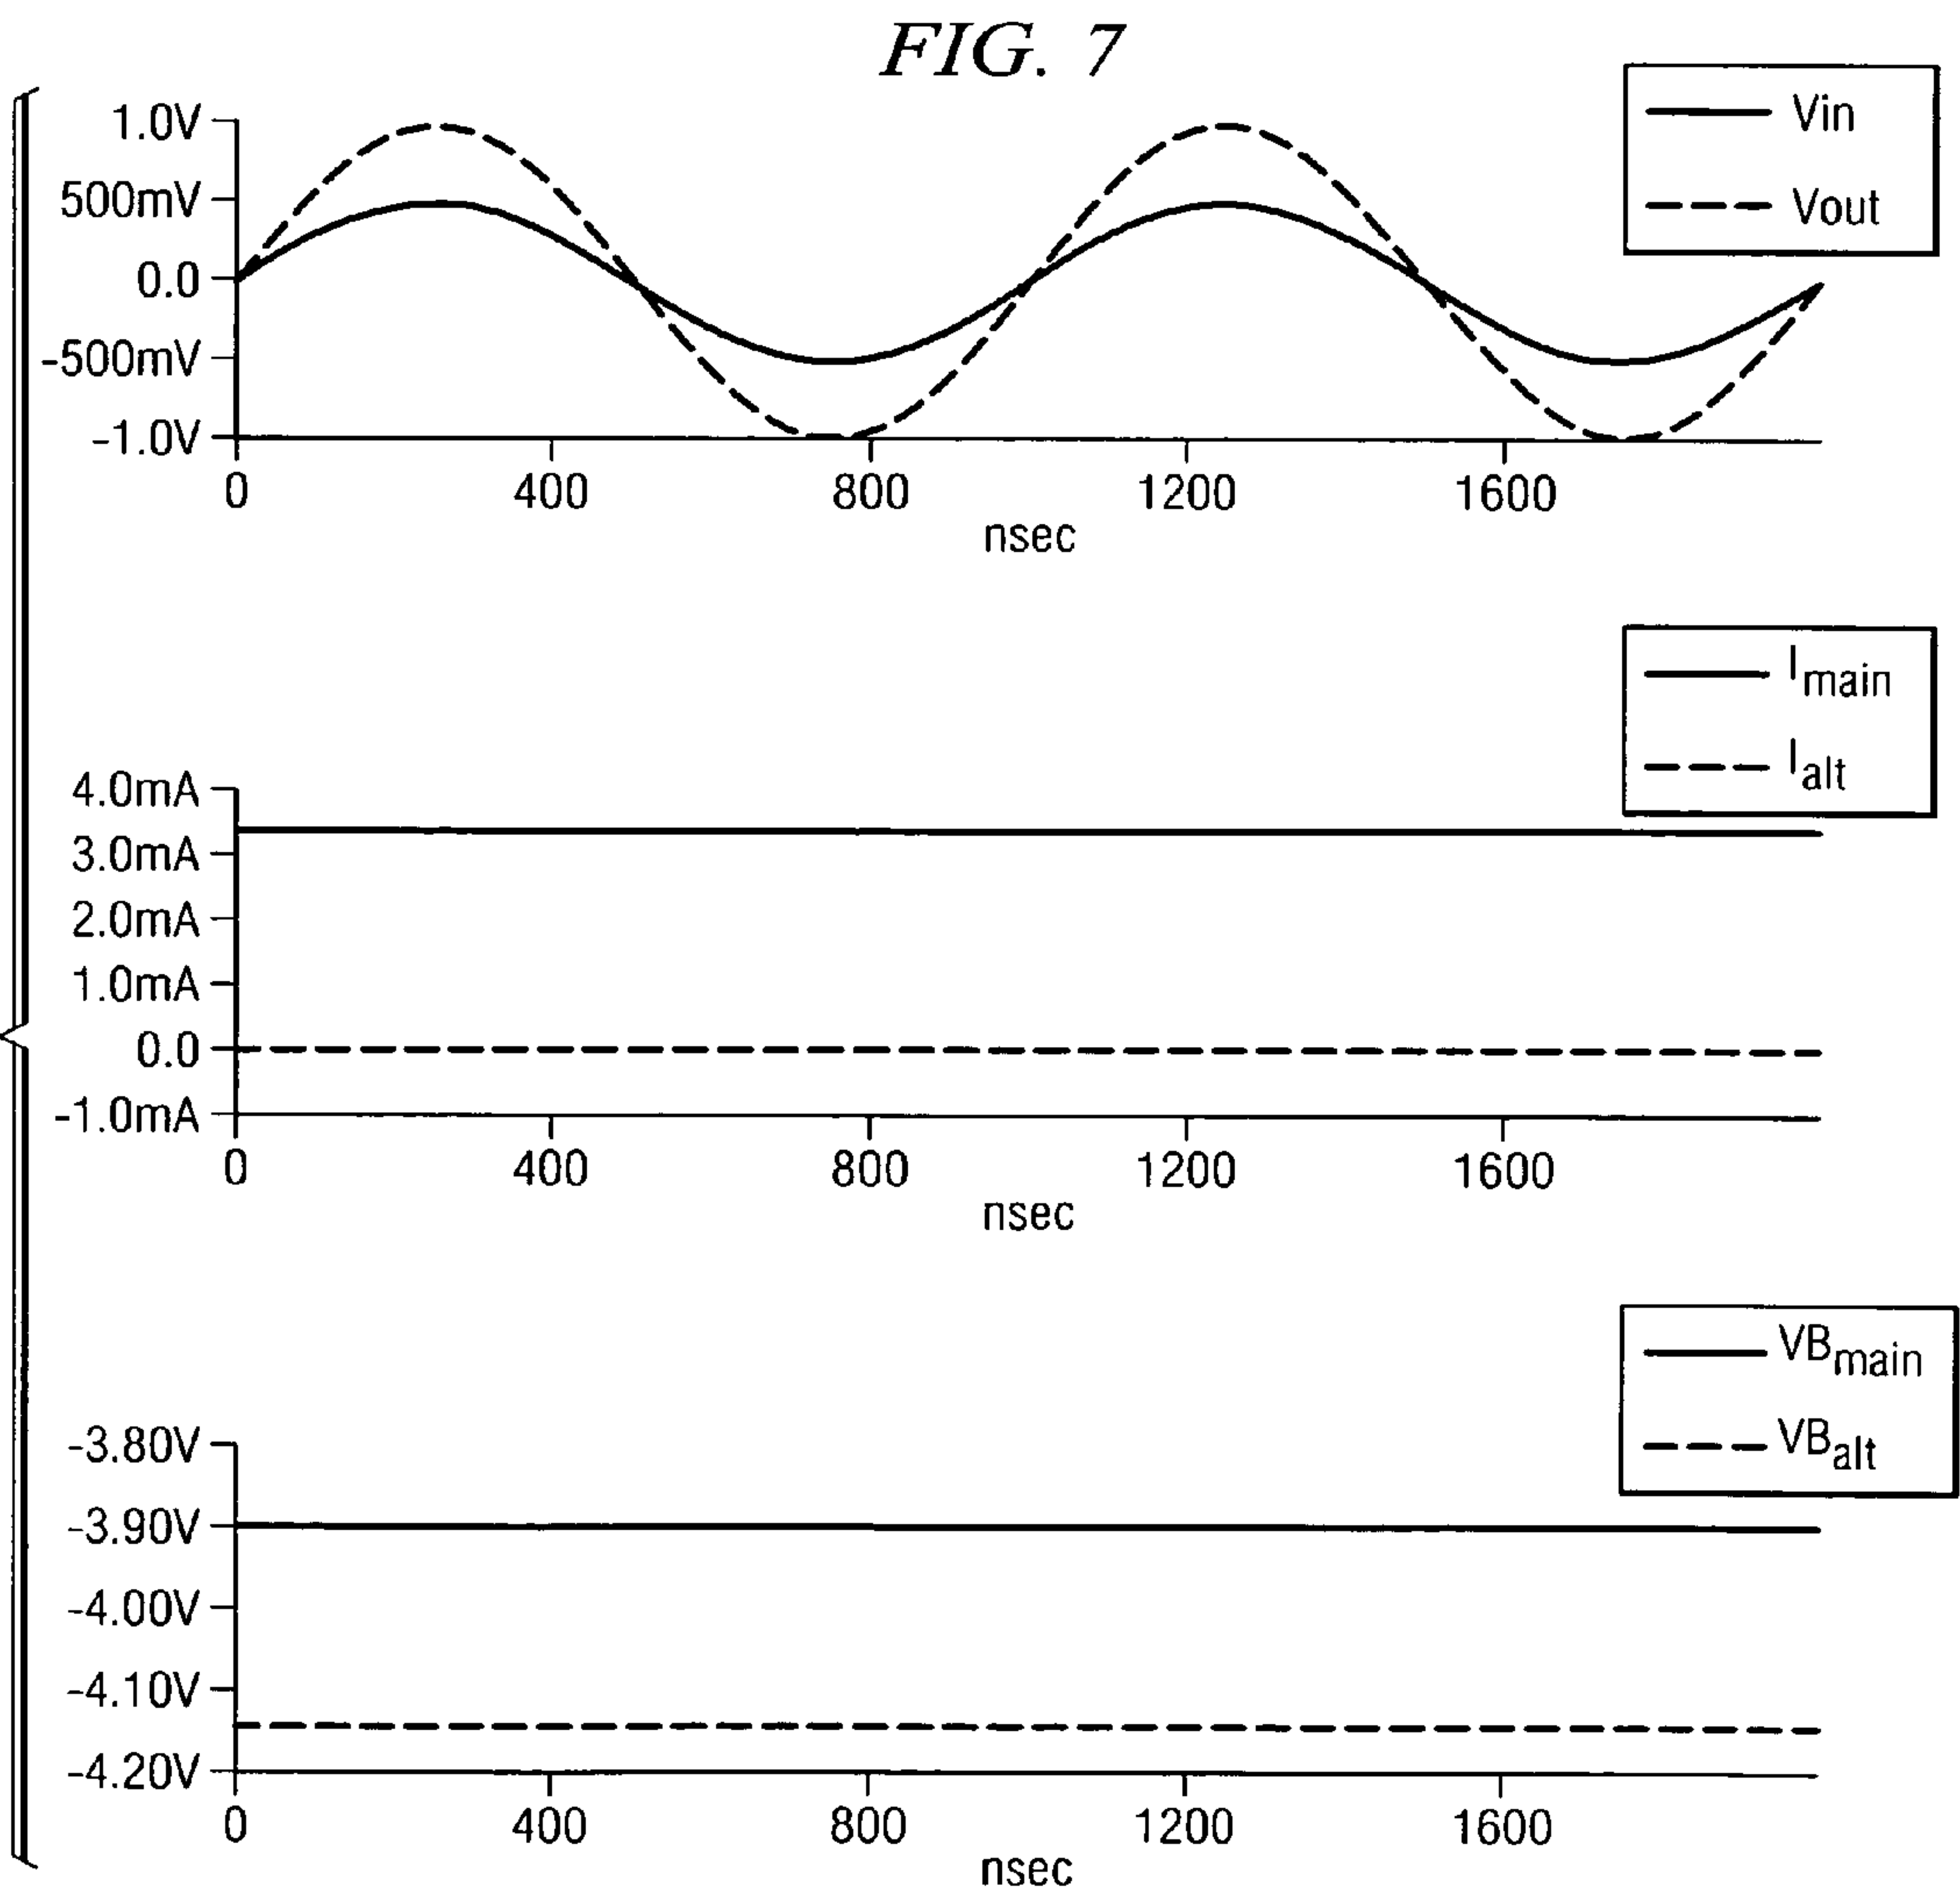 FIG. 7
Vin
Vout
1.0V
500mV
0.0
-500mV
-1.0V
0 400 800 1200 1600
nsec
Imain
Ialt
4.0mA
3.0mA
2.0mA
1.0mA
0.0
-1.0mA
0 400 800 1200 1600
nsec
VBmain
VBalt
-3.80V
-3.90V
-4.00V
-4.10V
-4.20V
0 400 800 1200 1600
nsec